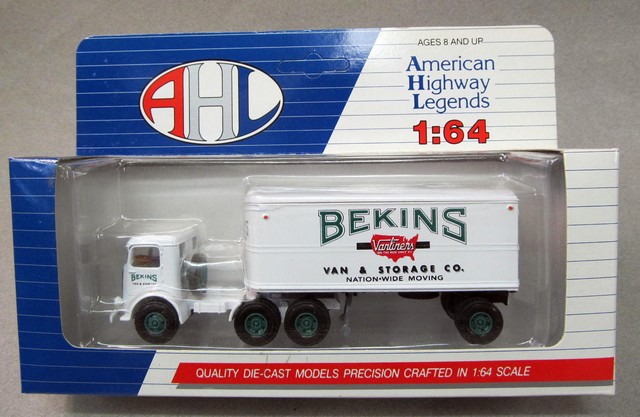 AHL
AGES 8 AND UP
American
Highway
Legends
1:64
BEKINS
Vanliners
VAN & STORAGE CO.
NATION-WIDE MOVING
BEKINS
QUALITY DIE-CAST MODELS PRECISION CRAFTED IN 1:64 SCALE